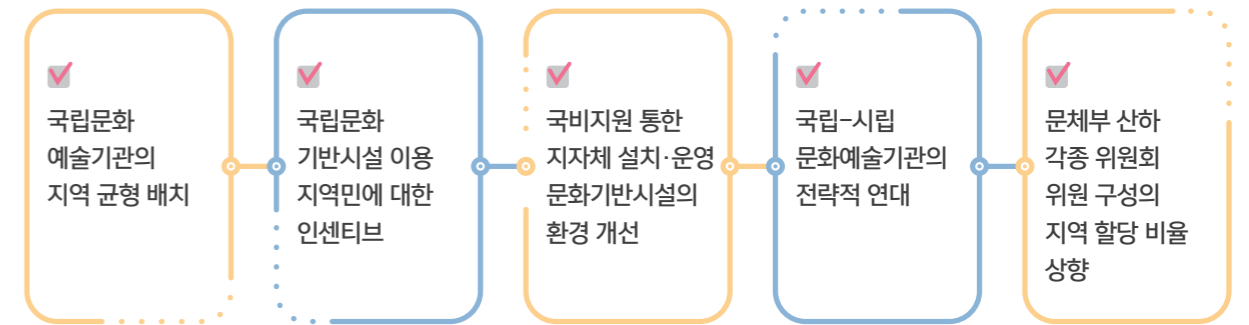 국립문화
예술기관의
지역 균형 배치
국립문화
기반시설 이용
지역민에 대한
인센티브
국비지원 통한
지자체 설치·운영
문화기반시설의
환경 개선
국립-시립
문화예술기관의
전략적 연대
문체부 산하
각종 위원회
위원 구성의
지역 할당 비율
상향